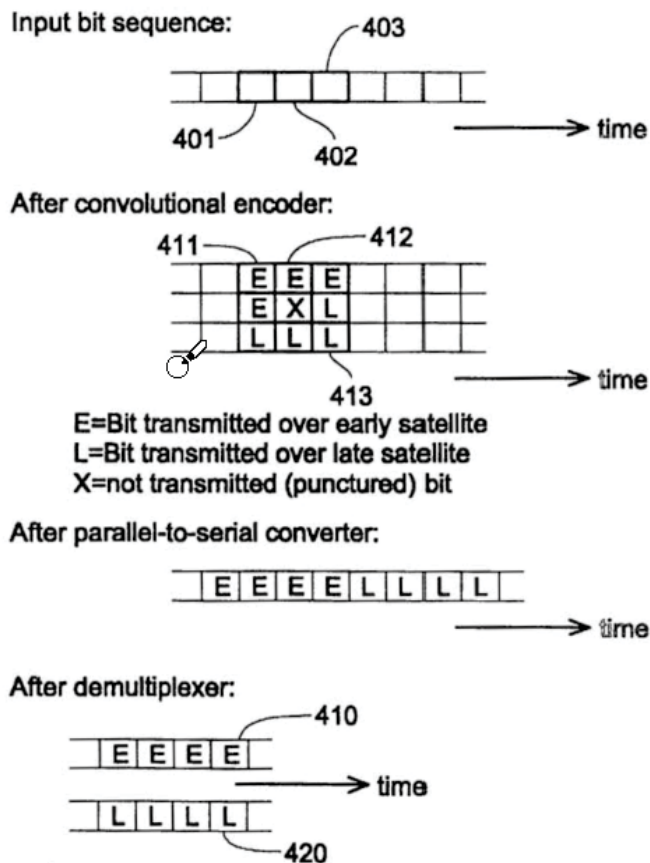 Input bit sequence:
403
401
402
time
After convolutional encoder:
411
412
E E E
E X L
L L L
413
time
E=Bit transmitted over early satellite
L=Bit transmitted over late satellite
X=not transmitted (punctured) bit
After parallel-to-serial converter:
E E E E L L L L
time
After demultiplexer:
410
E E E E
time
L L L L
420